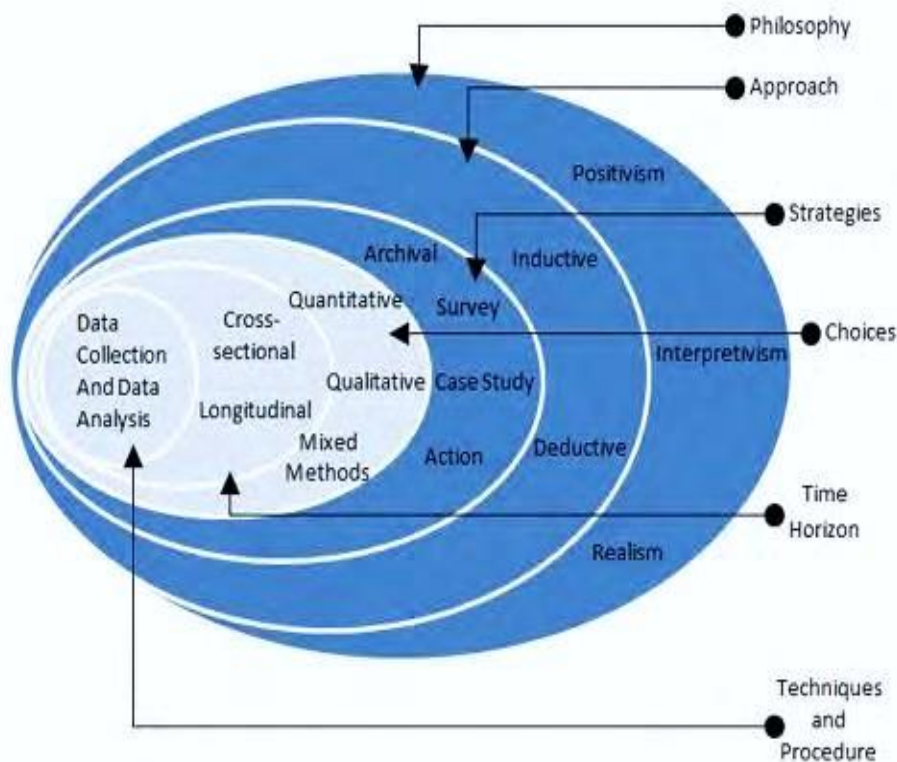 Philosophy
Approach
Positivism
Strategies
Archival
Inductive
Quantitative
Survey
Data
Collection
And Data
Analysis
Cross-
sectional
Choices
Interpretivism
Qualitative
Case Study
Longitudinal
Mixed
Methods
Action
Deductive
Time
Horizon
Realism
Techniques
and
Procedure